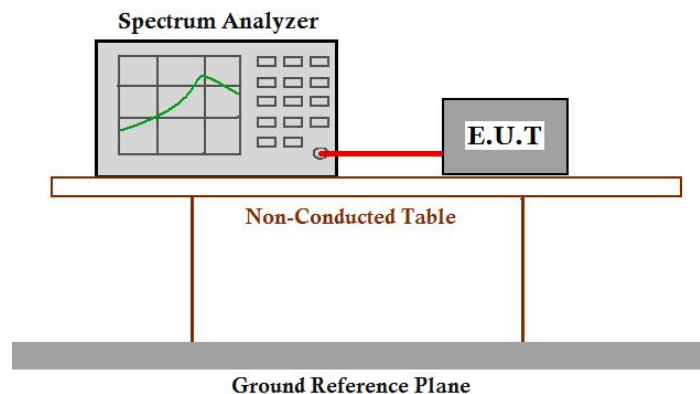 Spectrum Analyzer
E.U.T
Non-Conducted Table
Ground Reference Plane